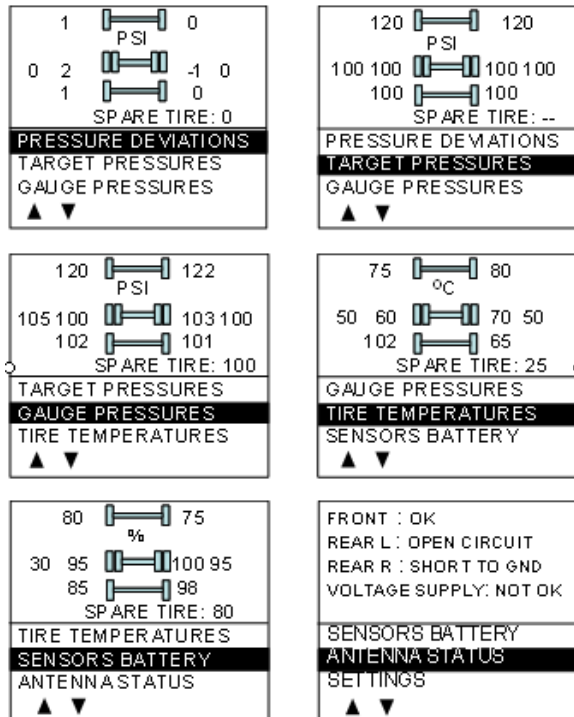 1 0
PSI
0 2 -1 0
1 0
SPARE TIRE: 0
PRESSURE DEVIATIONS
TARGET PRESSURES
GAUGE PRESSURES
120 120
PSI
100 100 100 100
100 100
SPARE TIRE: --
PRESSURE DEVIATIONS
TARGET PRESSURES
GAUGE PRESSURES
120 122
PSI
105 100 103 100
102 101
SPARE TIRE: 100
TARGET PRESSURES
GAUGE PRESSURES
TIRE TEMPERATURES
75 80
ºC
50 60 70 50
102 65
SPARE TIRE: 25
GAUGE PRESSURES
TIRE TEMPERATURES
SENSORS BATTERY
80 75
%
30 95 100 95
85 98
SPARE TIRE: 80
TIRE TEMPERATURES
SENSORS BATTERY
ANTENNA STATUS
FRONT : OK
REAR L : OPEN CIRCUIT
REAR R : SHORT TO GND
VOLTAGE SUPPLY: NOT OK
SENSORS BATTERY
ANTENNA STATUS
SETTINGS